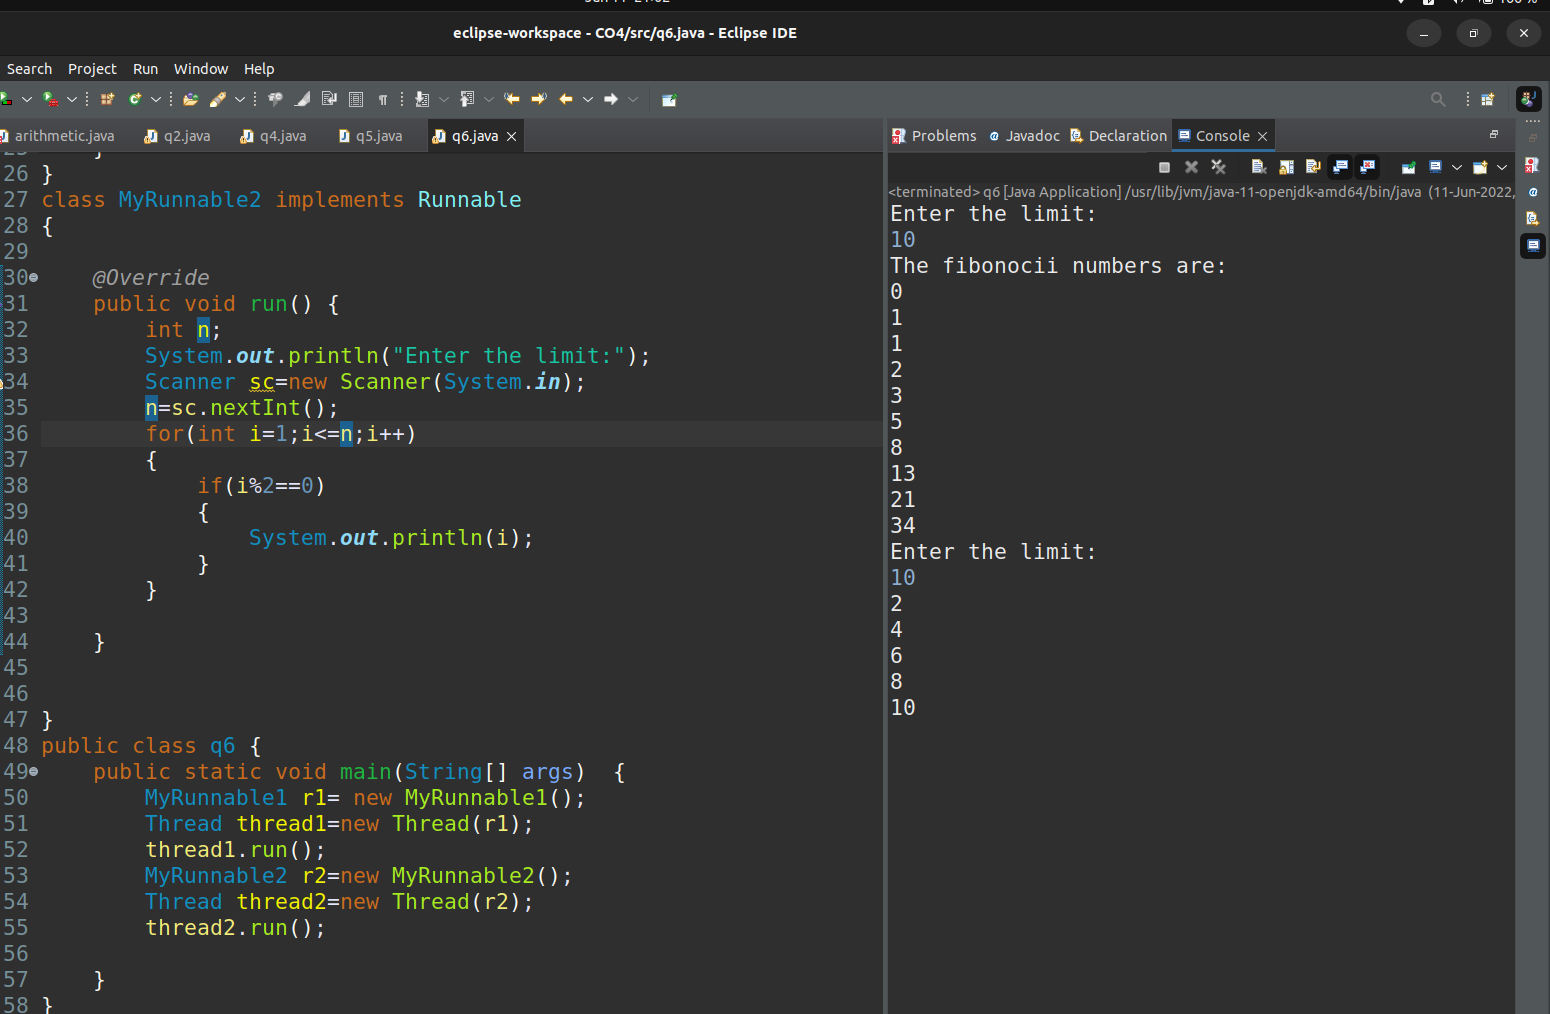 eclipse-workspace - CO4/src/q6.java - Eclipse IDE
Search Project Run Window Help
arithmetic.java q2.java q4.java q5.java q6.java
26 }
27 class MyRunnable2 implements Runnable
28 {
29
30 @Override
31 public void run() {
32 int n;
33 System.out.println("Enter the limit:");
34 Scanner sc=new Scanner(System.in);
35 n=sc.nextInt();
36 for(int i=1;i<=n;i++)
37 {
38 if(i%2==0)
39 {
40 System.out.println(i);
41 }
42 }
43
44 }
45
46
47 }
48 public class q6 {
49 public static void main(String[] args) {
50 MyRunnable1 r1= new MyRunnable1();
51 Thread thread1=new Thread(r1);
52 thread1.run();
53 MyRunnable2 r2=new MyRunnable2();
54 Thread thread2=new Thread(r2);
55 thread2.run();
56
57 }
58 }
Problems Javadoc Declaration Console
<terminated> q6 [Java Application] /usr/lib/jvm/java-11-openjdk-amd64/bin/java (11-Jun-2022,
Enter the limit:
10
The fibonocii numbers are:
0
1
1
2
3
5
8
13
21
34
Enter the limit:
10
2
4
6
8
10